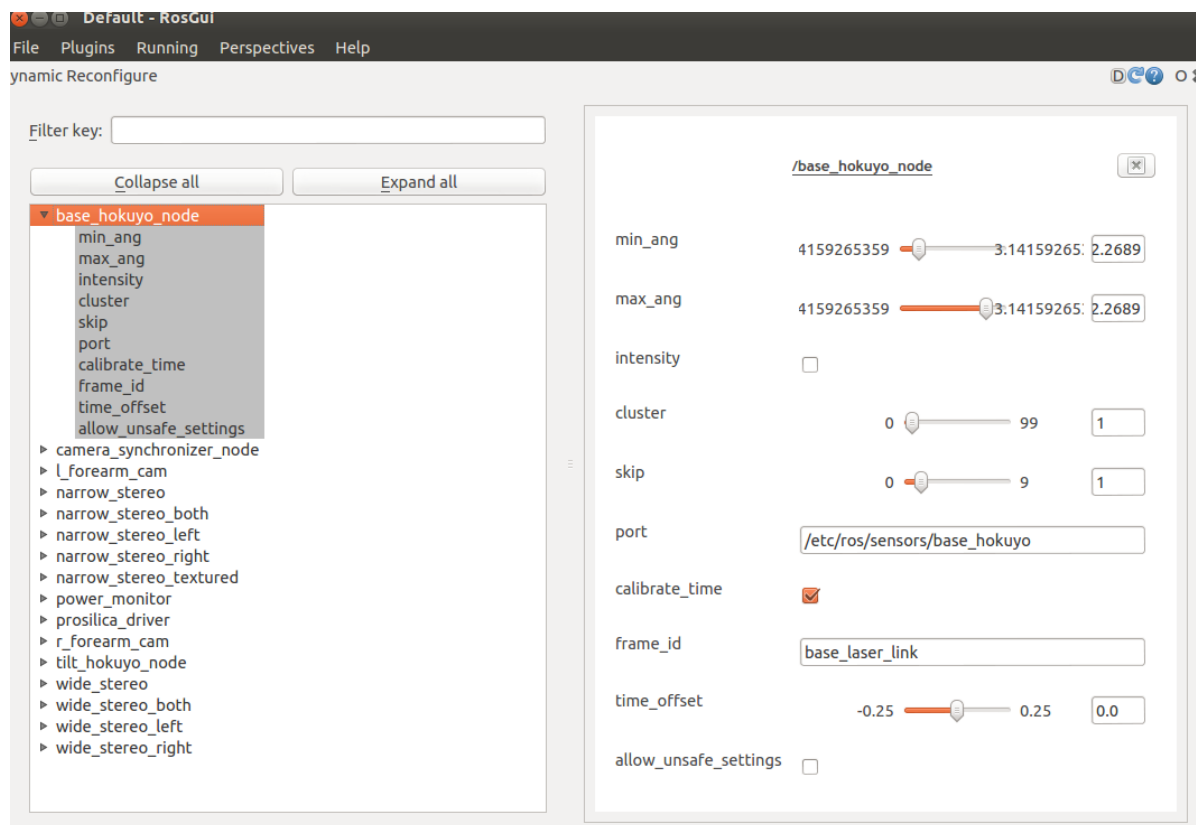 Default - RosGui
File Plugins Running Perspectives Help
ynamic Reconfigure
D
?
O
Filter key:
Collapse all Expand all
base_hokuyo_node
min_ang
max_ang
intensity
cluster
skip
port
calibrate_time
frame_id
time_offset
allow_unsafe_settings
camera_synchronizer_node
l_forearm_cam
narrow_stereo
narrow_stereo_both
narrow_stereo_left
narrow_stereo_right
narrow_stereo_textured
power_monitor
prosilica_driver
r_forearm_cam
tilt_hokuyo_node
wide_stereo
wide_stereo_both
wide_stereo_left
wide_stereo_right
/base_hokuyo_node
min_ang 4159265359 3.14159265 2.2689
max_ang 4159265359 3.14159265 2.2689
intensity
cluster 0 99 1
skip 0 9 1
port /etc/ros/sensors/base_hokuyo
calibrate_time
frame_id base_laser_link
time_offset -0.25 0.25 0.0
allow_unsafe_settings